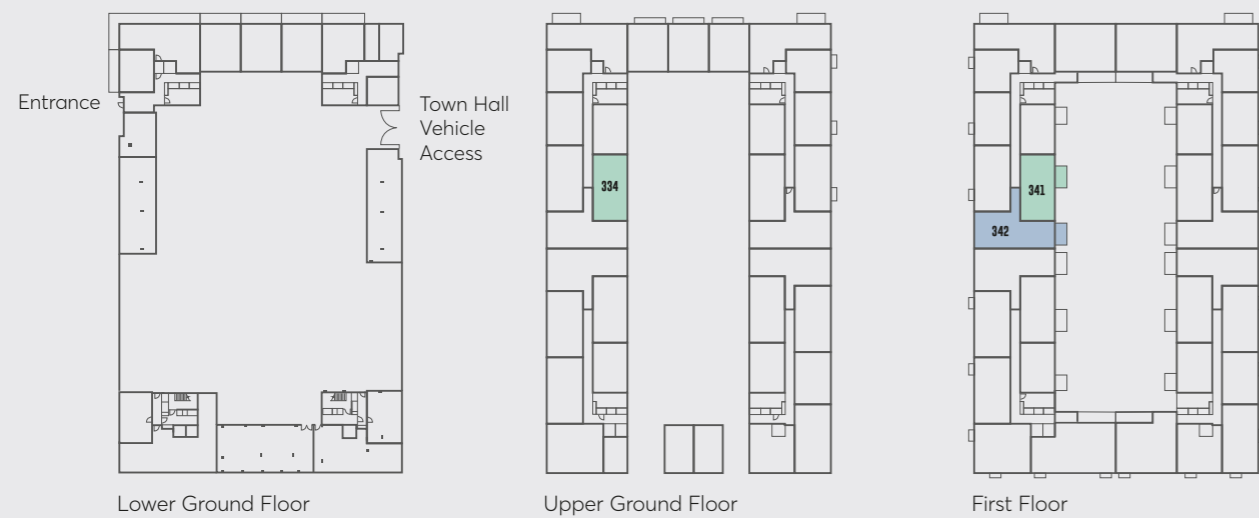 Entrance
Town Hall
Vehicle
Access
334
341
342
Lower Ground Floor
Upper Ground Floor
First Floor